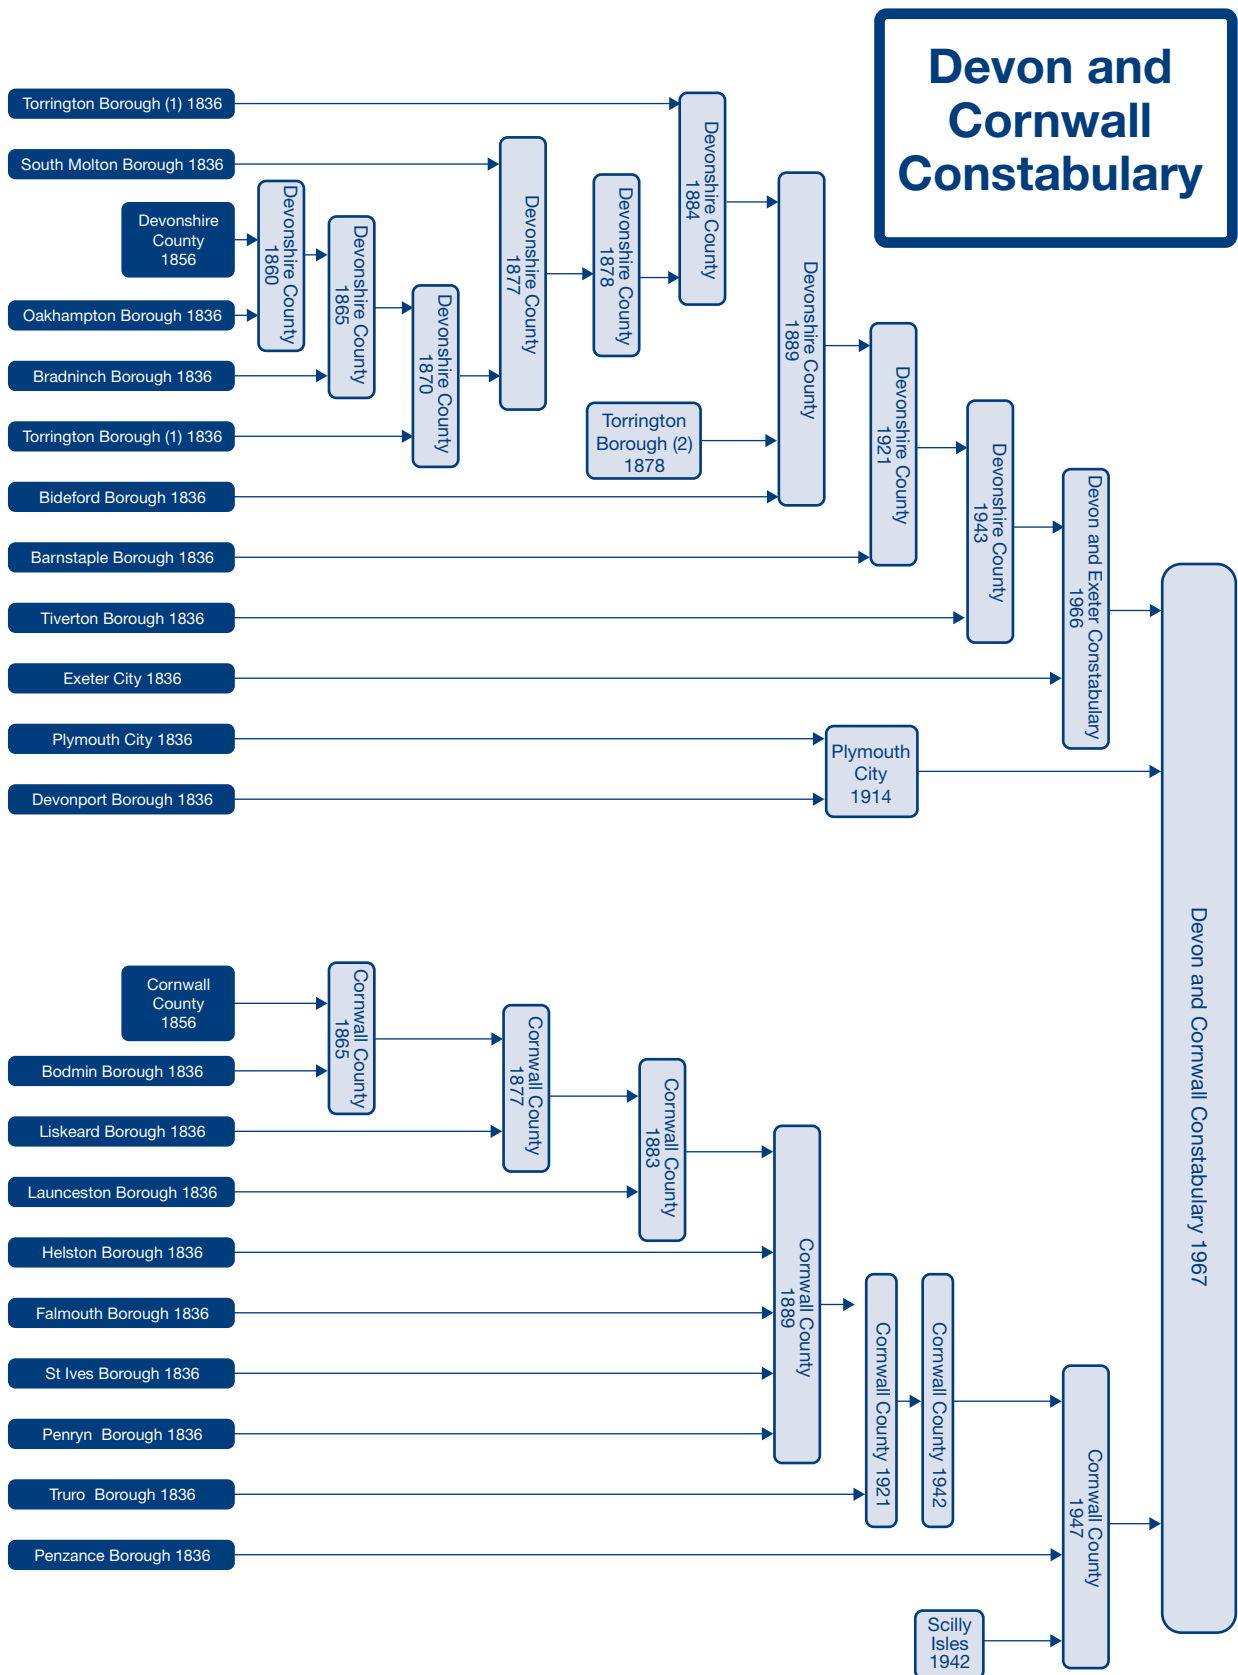 Devon and
Cornwall
Constabulary
Torrington Borough (1) 1836
South Molton Borough 1836
Devonshire
County
1856
Oakhampton Borough 1836
Bradninch Borough 1836
Torrington Borough (1) 1836
Bideford Borough 1836
Barnstaple Borough 1836
Tiverton Borough 1836
Exeter City 1836
Plymouth City 1836
Devonport Borough 1836
Devonshire County
1860
Devonshire County
1865
Devonshire County
1870
Devonshire County
1877
Devonshire County
1878
Devonshire County
1884
Torrington
Borough (2)
1878
Devonshire County
1889
Devonshire County
1921
Devonshire County
1943
Devon and Exeter Constabulary
1966
Plymouth
City
1914
Devon and Cornwall Constabulary 1967
Cornwall
County
1856
Bodmin Borough 1836
Liskeard Borough 1836
Launceston Borough 1836
Helston Borough 1836
Falmouth Borough 1836
St Ives Borough 1836
Penryn  Borough 1836
Truro  Borough 1836
Penzance Borough 1836
Cornwall County
1865
Cornwall County
1877
Cornwall County
1883
Cornwall County
1889
Cornwall County 1921
Cornwall County 1942
Cornwall County
1947
Scilly
Isles
1942